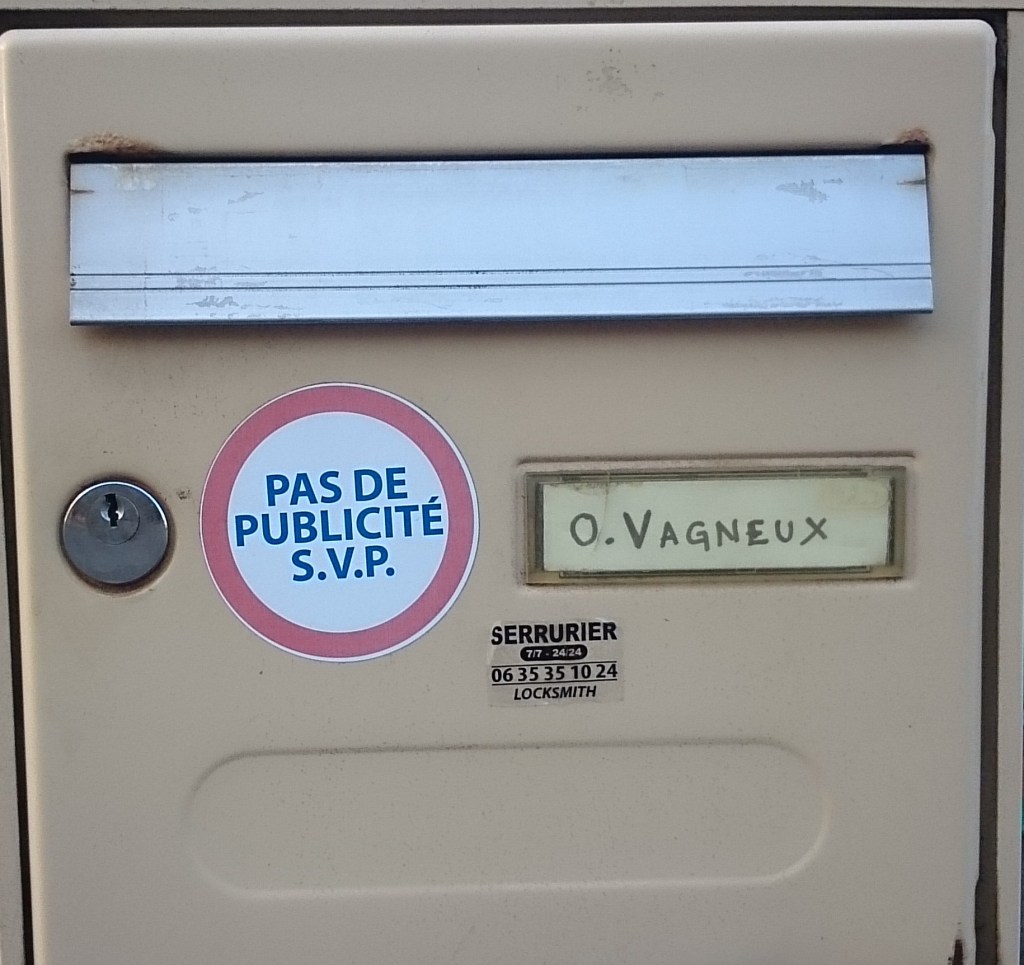 PAS DE
PUBLICITÉ
S.V.P.
O. VAGNEUX
SERRURIER
7/7 - 24/24
06 35 35 10 24
LOCKSMITH